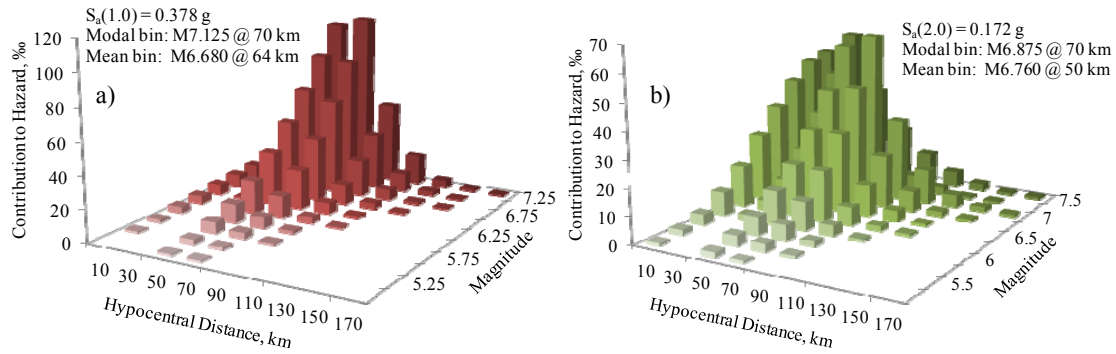 Sa(1.0) = 0.378 g
Modal bin: M7.125 @ 70 km
Mean bin: M6.680 @ 64 km
a)
Contribution to Hazard, ‰
120
100
80
60
40
20
0
10 30 50 70 90 110 130 150 170
Hypocentral Distance, km
5.25 5.75 6.25 6.75 7.25
Magnitude
Sa(2.0) = 0.172 g
Modal bin: M6.875 @ 70 km
Mean bin: M6.760 @ 50 km
b)
Contribution to Hazard, ‰
70
60
50
40
30
20
10
0
10 30 50 70 90 110 130 150 170
Hypocentral Distance, km
5.5 6 6.5 7 7.5
Magnitude